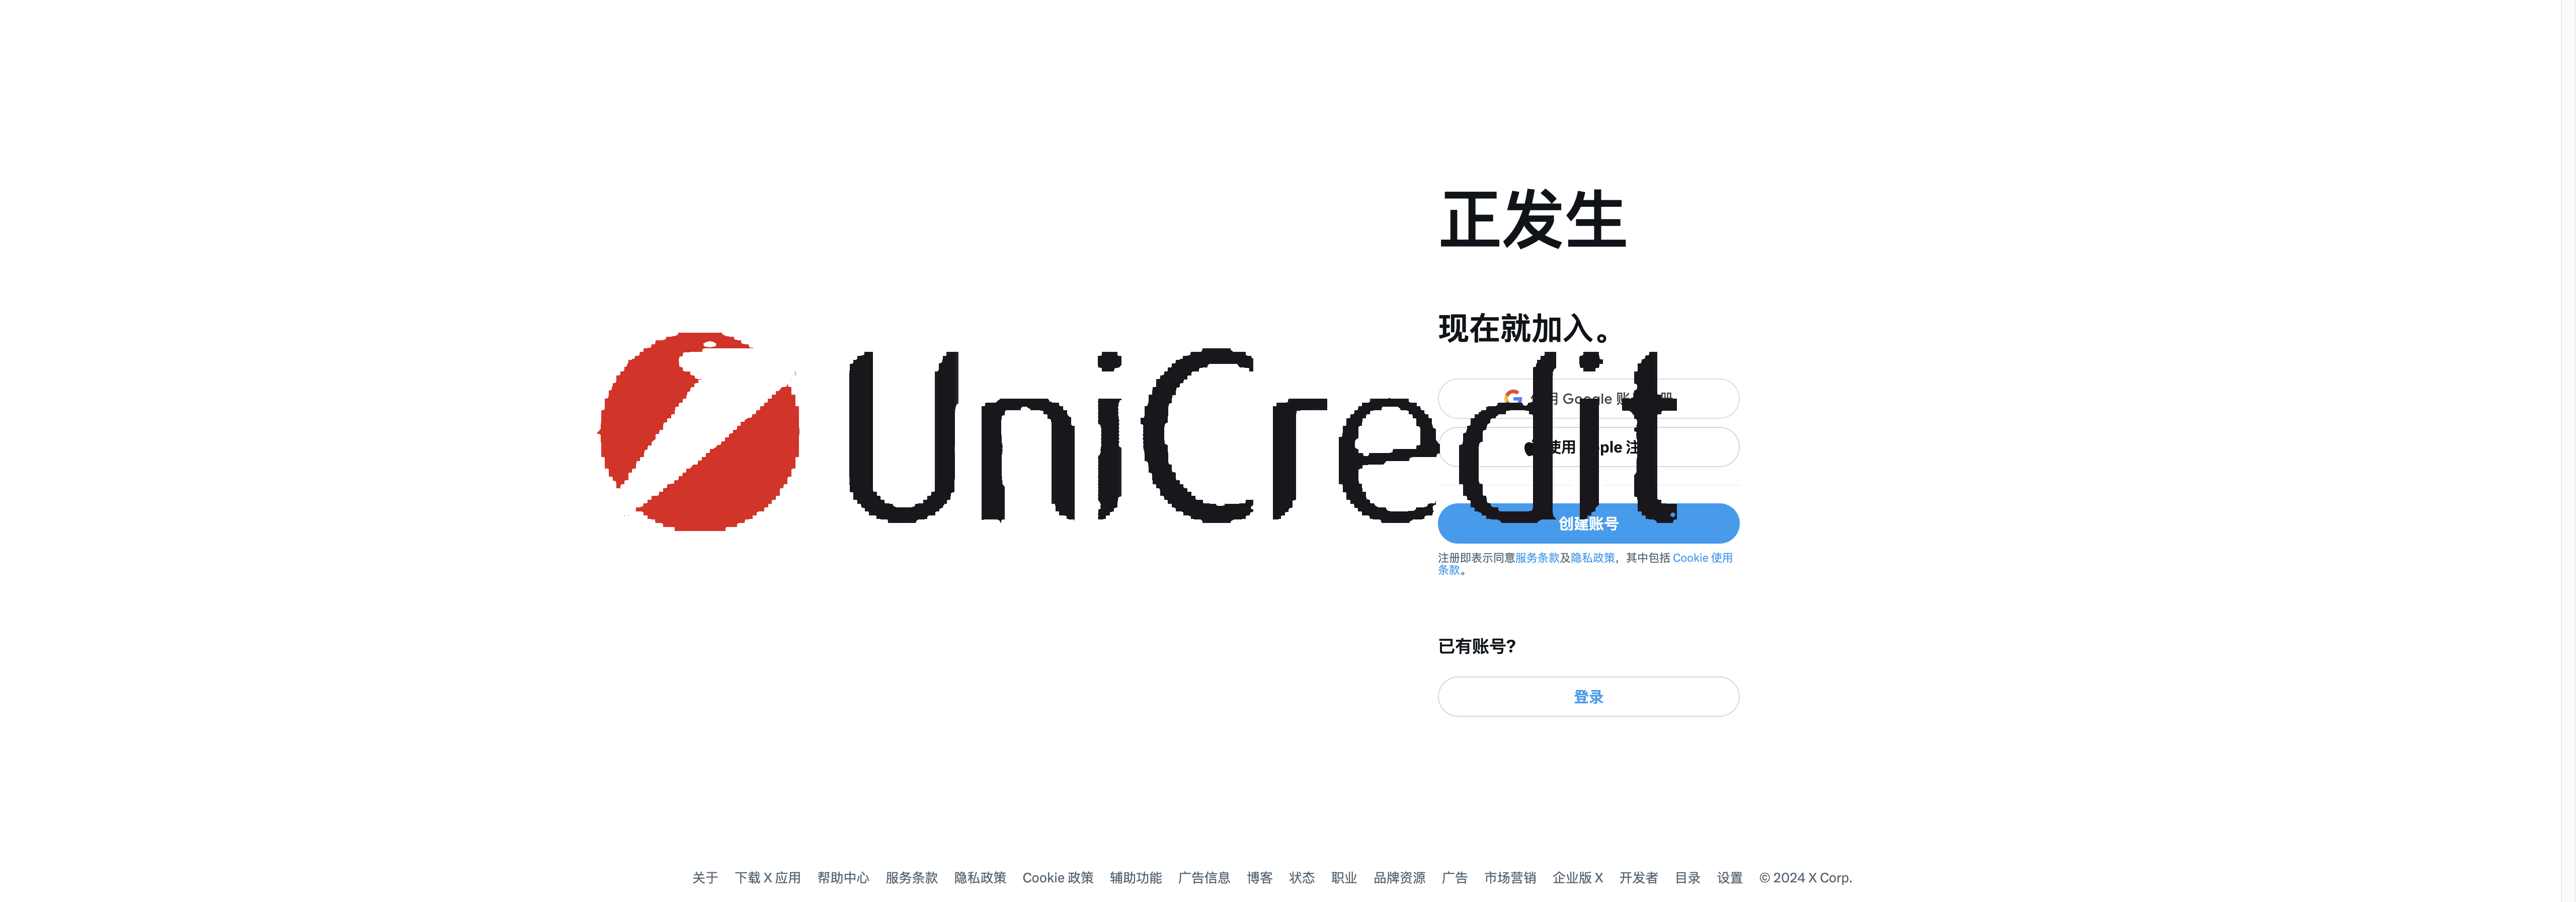 正发生
现在就加入。
UniCredit
Google 账
使用 ple 注
创建账号
注册即表示同意服务条款及隐私政策，其中包括 Cookie 使用
条款。
已有账号?
登录
关于 下载 X 应用 帮助中心 服务条款 隐私政策 Cookie 政策 辅助功能 广告信息 博客 状态 职业 品牌资源 广告 市场营销 企业版 X 开发者 目录 设置 © 2024 X Corp.